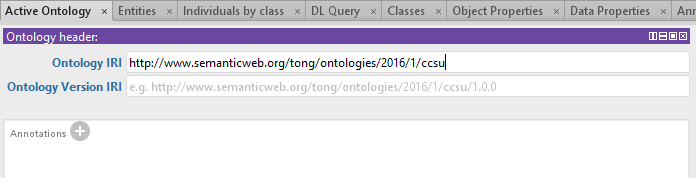 Active Ontology × Entities × Individuals by class × DL Query × Classes × Object Properties × Data Properties × Ann
Ontology header:
Ontology IRI http://www.semanticweb.org/tong/ontologies/2016/1/ccsu
Ontology Version IRI e.g. http://www.semanticweb.org/tong/ontologies/2016/1/ccsu/1.0.0
Annotations +